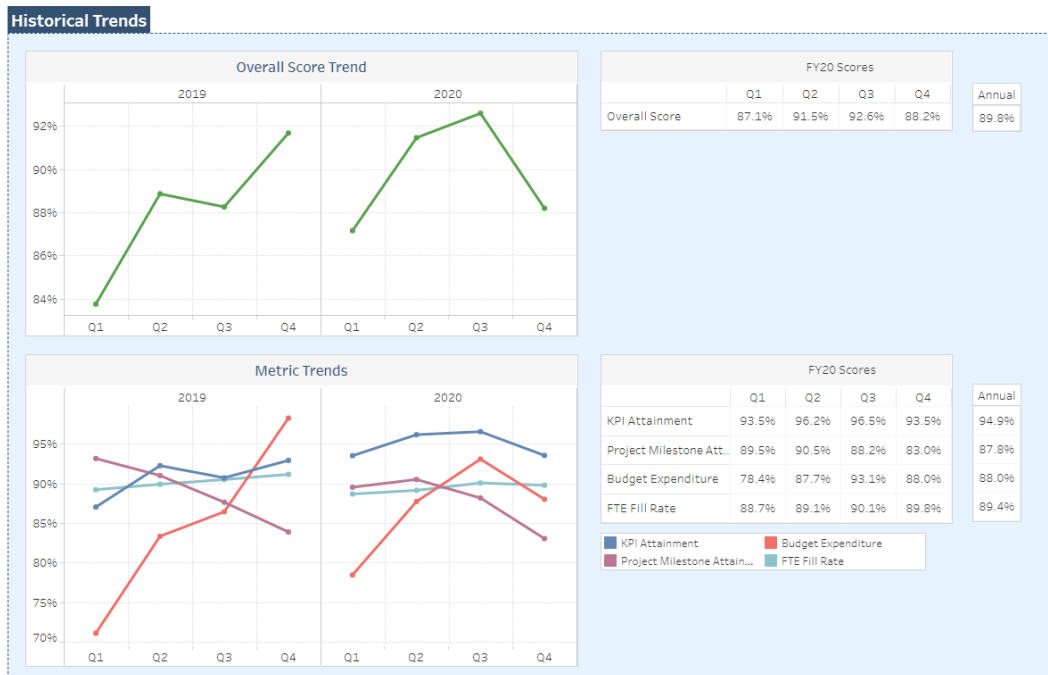 Historical Trends
Overall Score Trend
2019 2020
92%
90%
88%
86%
84%
Q1 Q2 Q3 Q4 Q1 Q2 Q3 Q4
FY20 Scores
Q1 Q2 Q3 Q4 Annual
Overall Score 87.1% 91.5% 92.6% 88.2% 89.8%
Metric Trends
2019 2020
95%
90%
85%
80%
75%
70%
Q1 Q2 Q3 Q4 Q1 Q2 Q3 Q4
FY20 Scores
Q1 Q2 Q3 Q4 Annual
KPI Attainment 93.5% 96.2% 96.5% 93.5% 94.9%
Project Milestone Att.. 89.5% 90.5% 88.2% 83.0% 87.8%
Budget Expenditure 78.4% 87.7% 93.1% 88.0% 88.0%
FTE Fill Rate 88.7% 89.1% 90.1% 89.8% 89.4%
KPI Attainment Budget Expenditure
Project Milestone Attain... FTE Fill Rate